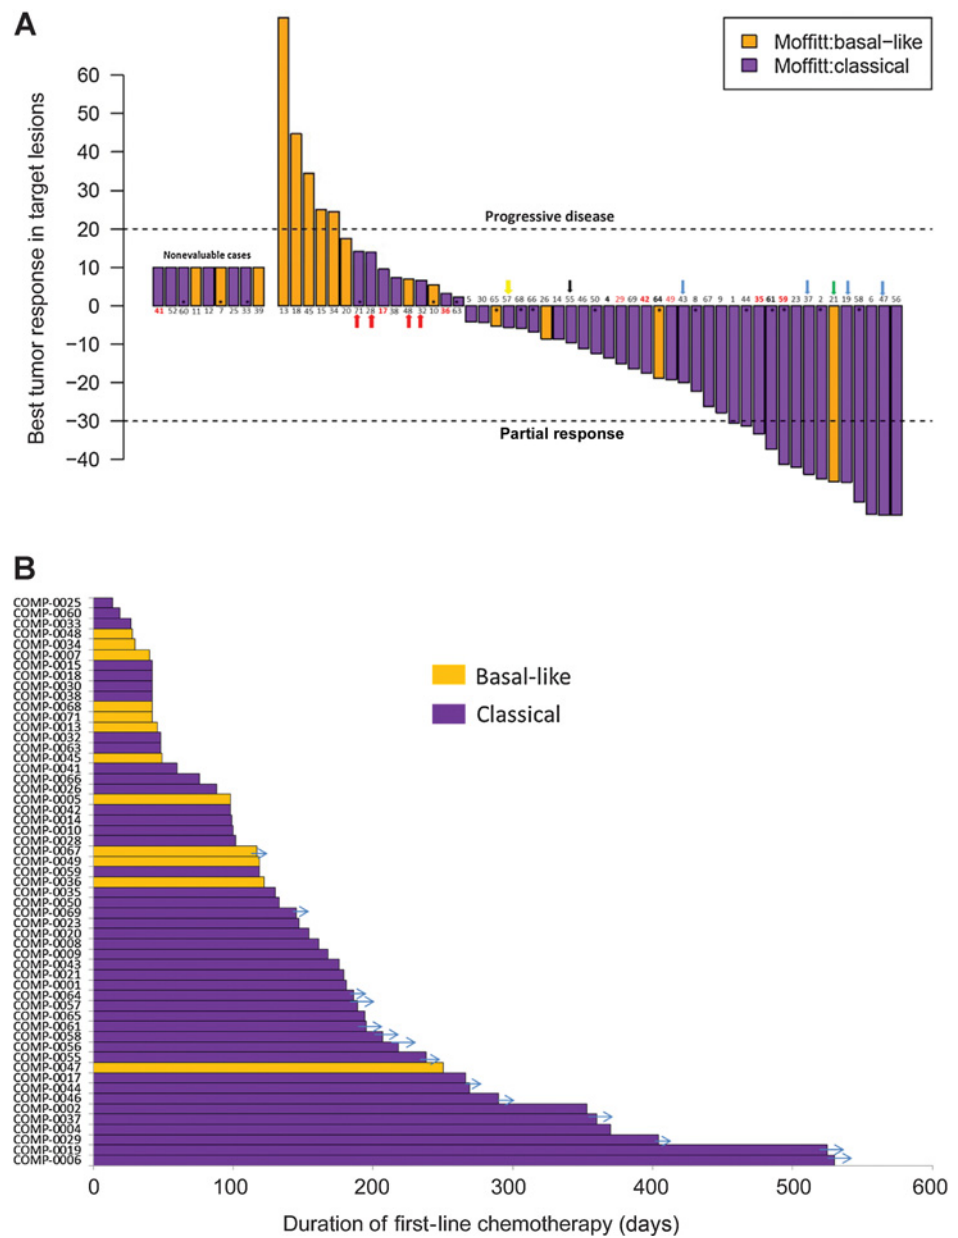 A
Moffitt:basal−like
Moffitt:classical
Best tumor response in target lesions
60
50
40
30
20
10
0
−10
−20
−30
−40
Progressive disease
Nonevaluable cases
Partial response
41 52 60 11 12 7 25 33 39
13 18 45 15 34 20 71 28 17 38 48 32 10 36 63
5 30 65 57 68 66 26 14 55 46 50 4 29 69 42 64 49 43 8 67 9 1 44 35 61 59 23 37 2 21 19 58 6 47 56
B
Basal-like
Classical
COMP-0025
COMP-0060
COMP-0033
COMP-0048
COMP-0034
COMP-0007
COMP-0015
COMP-0018
COMP-0030
COMP-0038
COMP-0068
COMP-0071
COMP-0013
COMP-0032
COMP-0063
COMP-0045
COMP-0041
COMP-0066
COMP-0026
COMP-0005
COMP-0042
COMP-0014
COMP-0010
COMP-0028
COMP-0067
COMP-0049
COMP-0059
COMP-0036
COMP-0035
COMP-0050
COMP-0069
COMP-0023
COMP-0020
COMP-0008
COMP-0009
COMP-0043
COMP-0021
COMP-0001
COMP-0064
COMP-0057
COMP-0065
COMP-0061
COMP-0058
COMP-0056
COMP-0055
COMP-0047
COMP-0017
COMP-0044
COMP-0046
COMP-0002
COMP-0037
COMP-0004
COMP-0029
COMP-0019
COMP-0006
0 100 200 300 400 500 600
Duration of first-line chemotherapy (days)